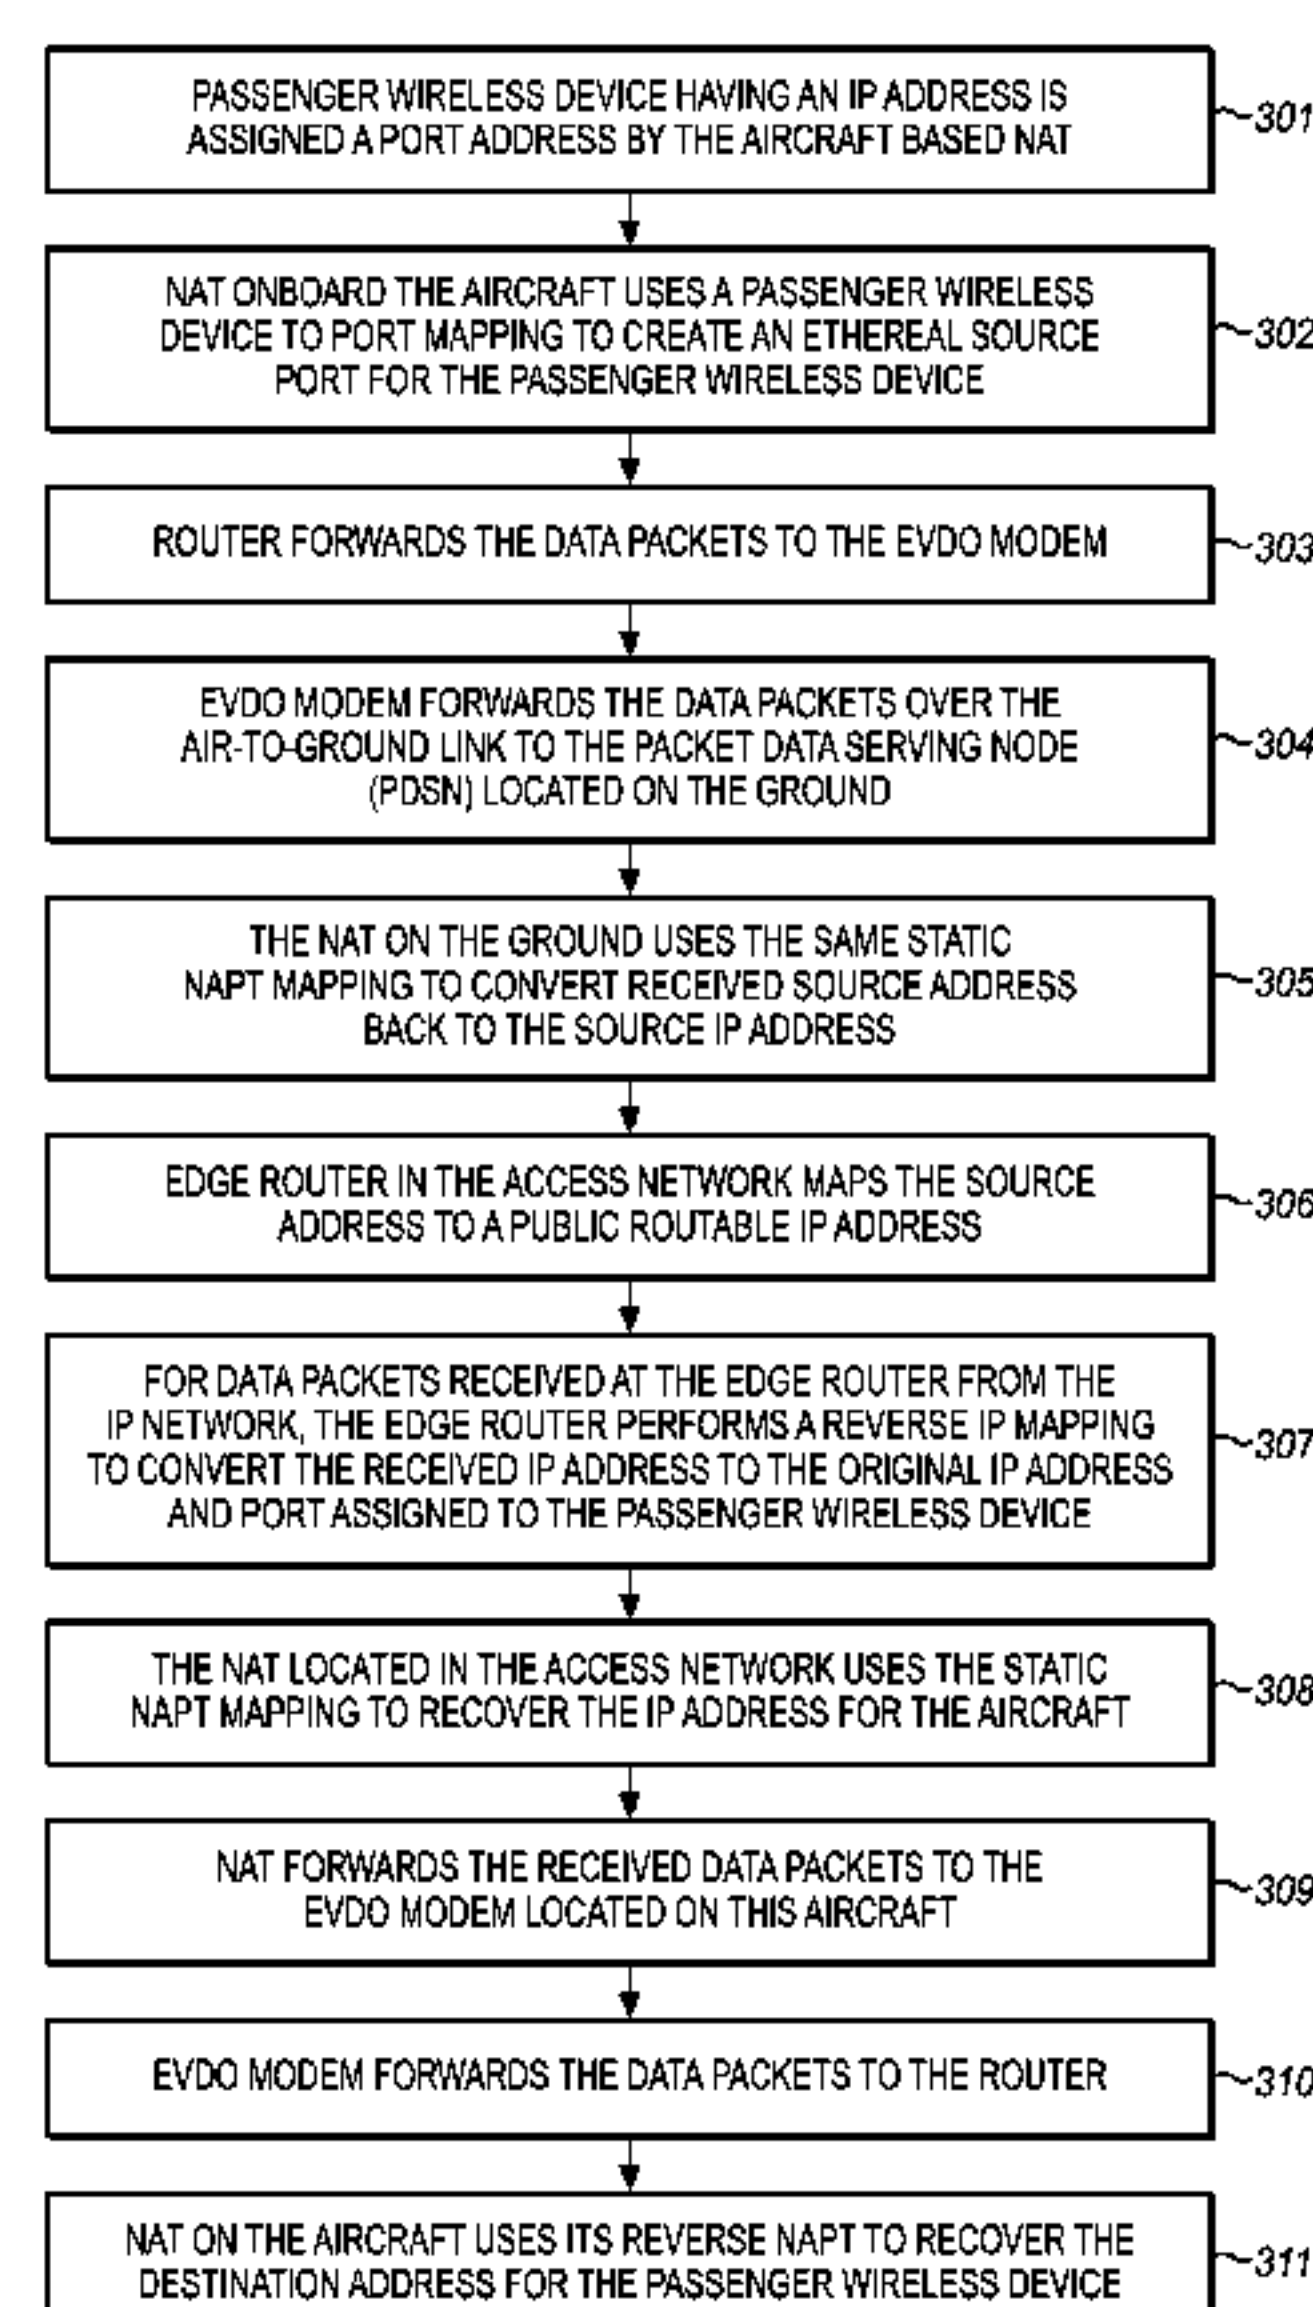 PASSENGER WIRELESS DEVICE HAVING AN IP ADDRESS IS
ASSIGNED A PORT ADDRESS BY THE AIRCRAFT BASED NAT
301
NAT ONBOARD THE AIRCRAFT USES A PASSENGER WIRELESS
DEVICE TO PORT MAPPING TO CREATE AN ETHEREAL SOURCE
PORT FOR THE PASSENGER WIRELESS DEVICE
302
ROUTER FORWARDS THE DATA PACKETS TO THE EVDO MODEM
303
EVDO MODEM FORWARDS THE DATA PACKETS OVER THE
AIR-TO-GROUND LINK TO THE PACKET DATA SERVING NODE
(PDSN) LOCATED ON THE GROUND
304
THE NAT ON THE GROUND USES THE SAME STATIC
NAPT MAPPING TO CONVERT RECEIVED SOURCE ADDRESS
BACK TO THE SOURCE IP ADDRESS
305
EDGE ROUTER IN THE ACCESS NETWORK MAPS THE SOURCE
ADDRESS TO A PUBLIC ROUTABLE IP ADDRESS
306
FOR DATA PACKETS RECEIVED AT THE EDGE ROUTER FROM THE
IP NETWORK, THE EDGE ROUTER PERFORMS A REVERSE IP MAPPING
TO CONVERT THE RECEIVED IP ADDRESS TO THE ORIGINAL IP ADDRESS
AND PORT ASSIGNED TO THE PASSENGER WIRELESS DEVICE
307
THE NAT LOCATED IN THE ACCESS NETWORK USES THE STATIC
NAPT MAPPING TO RECOVER THE IP ADDRESS FOR THE AIRCRAFT
308
NAT FORWARDS THE RECEIVED DATA PACKETS TO THE
EVDO MODEM LOCATED ON THIS AIRCRAFT
309
EVDO MODEM FORWARDS THE DATA PACKETS TO THE ROUTER
310
NAT ON THE AIRCRAFT USES ITS REVERSE NAPT TO RECOVER THE
DESTINATION ADDRESS FOR THE PASSENGER WIRELESS DEVICE
311